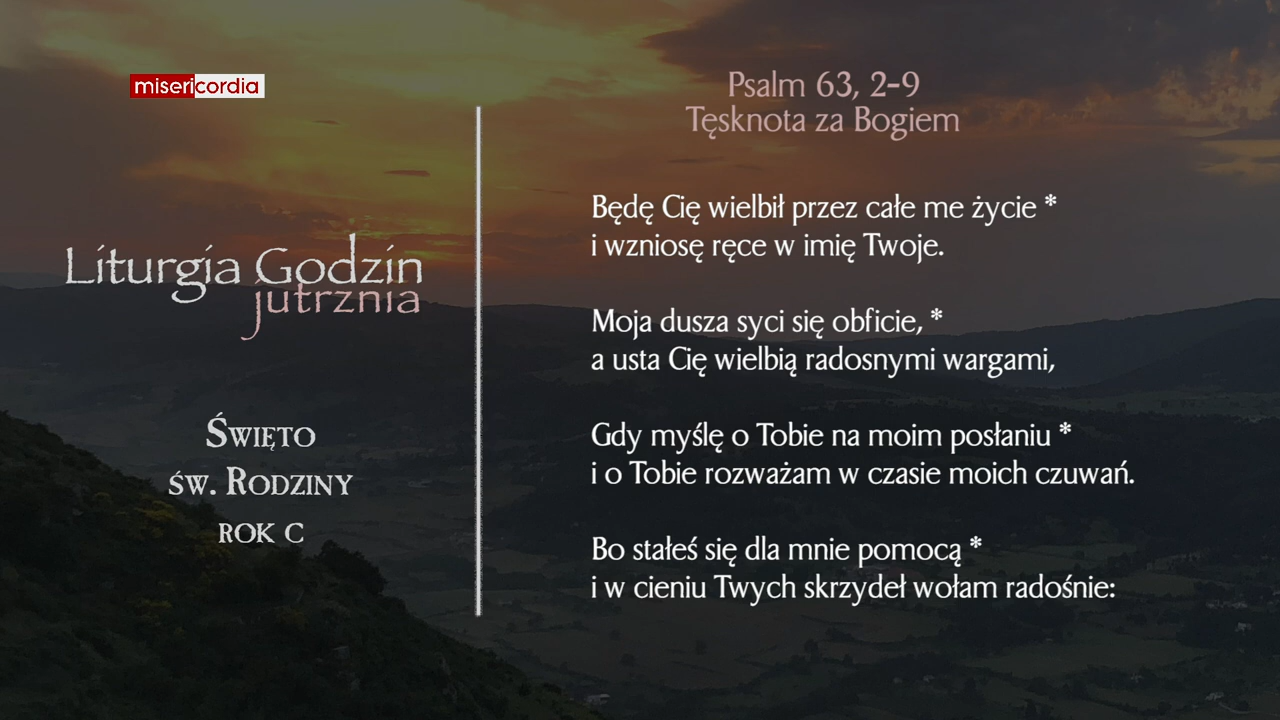 misericordia
Liturgia Godzin
jutrznia
Święto
św. Rodziny
rok C
Psalm 63, 2-9
Tęsknota za Bogiem
Będę Cię wielbił przez całe me życie *
i wzniosę ręce w imię Twoje.
Moja dusza syci się obficie, *
a usta Cię wielbią radosnymi wargami,
Gdy myślę o Tobie na moim posłaniu *
i o Tobie rozważam w czasie moich czuwań.
Bo stałeś się dla mnie pomocą *
i w cieniu Twych skrzydeł wołam radośnie: